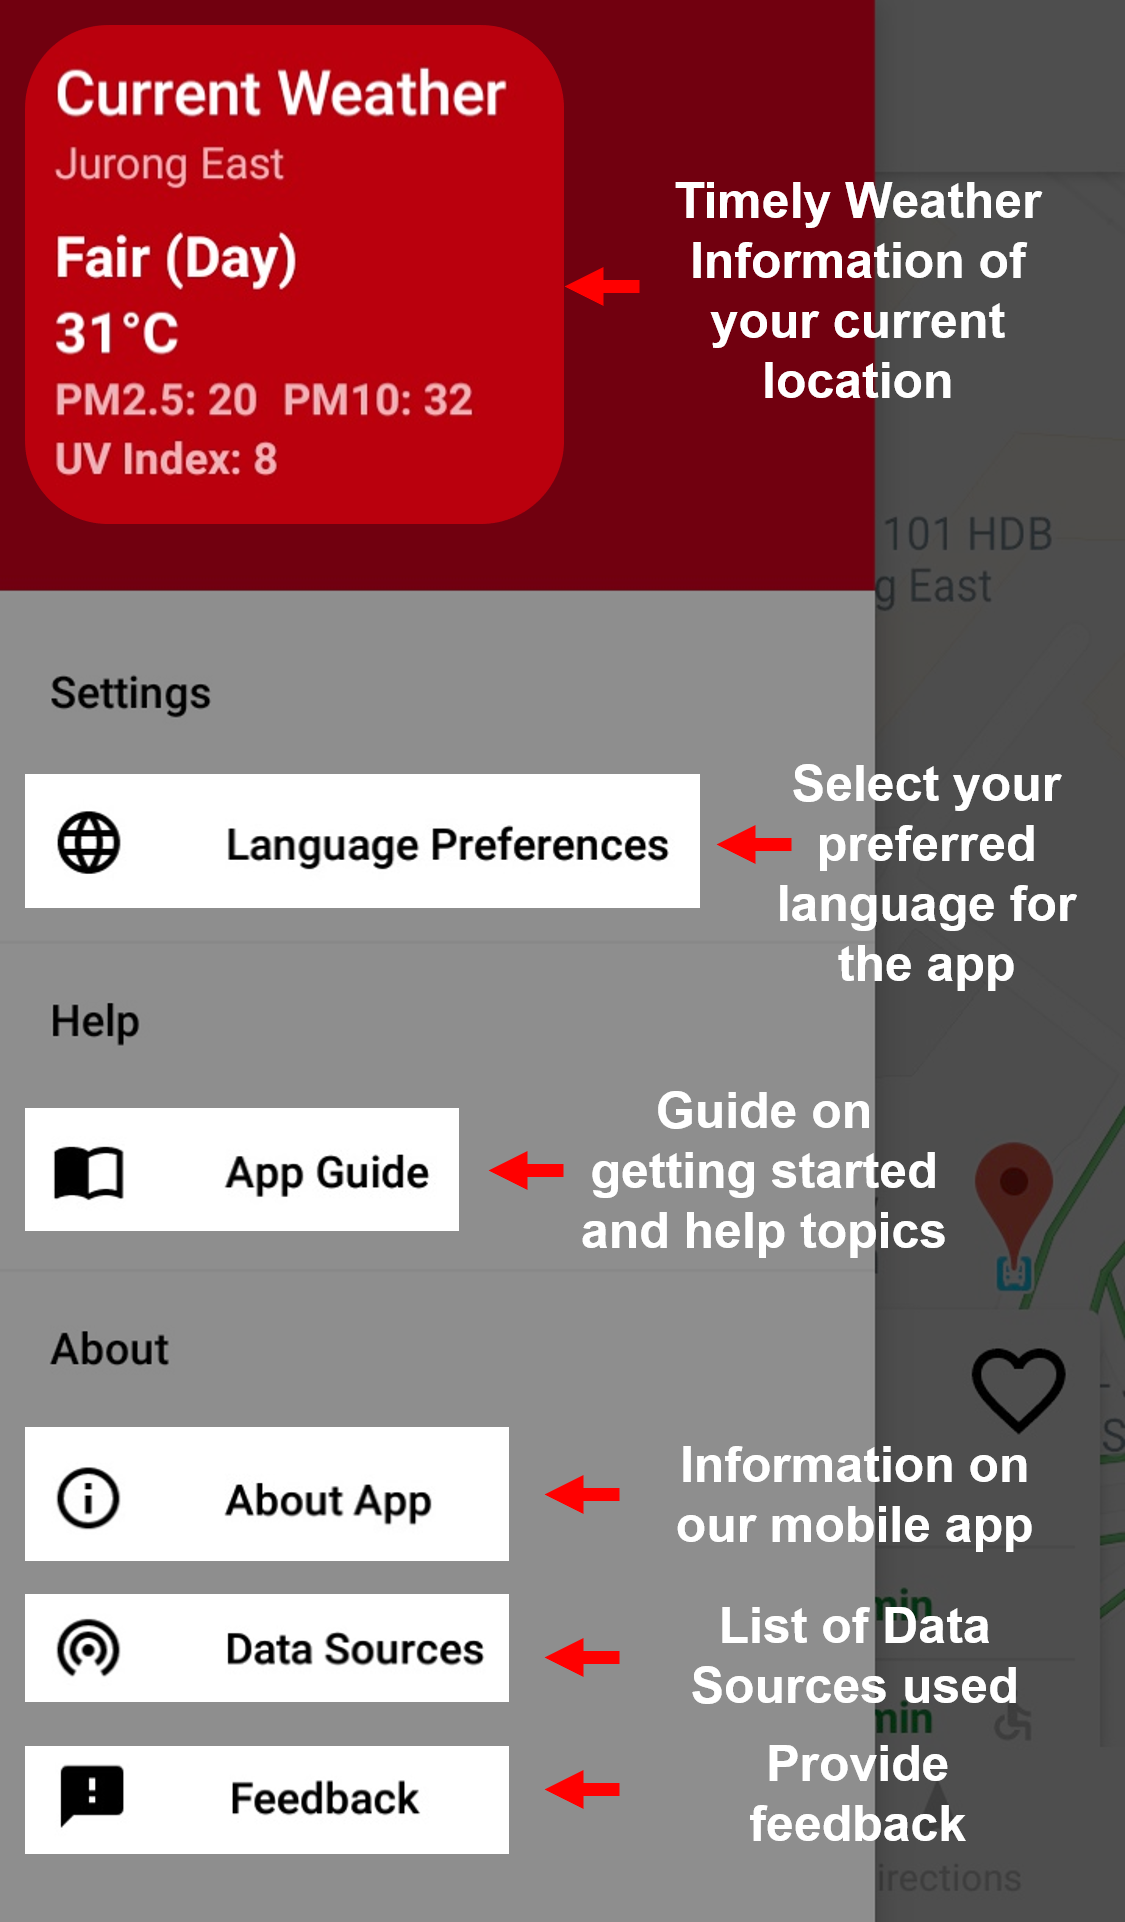 Current Weather
Jurong East
Fair (Day)
31°C
PM2.5: 20 PM10: 32
UV Index: 8
Timely Weather
Information of
your current
location
101 HDB
g East
Settings
Language Preferences
Select your
preferred
language for
the app
Help
App Guide
Guide on
getting started
and help topics
About
About App
Information on
our mobile app
Data Sources
min
List of Data
Sources used
min
Feedback
Provide
feedback
irections